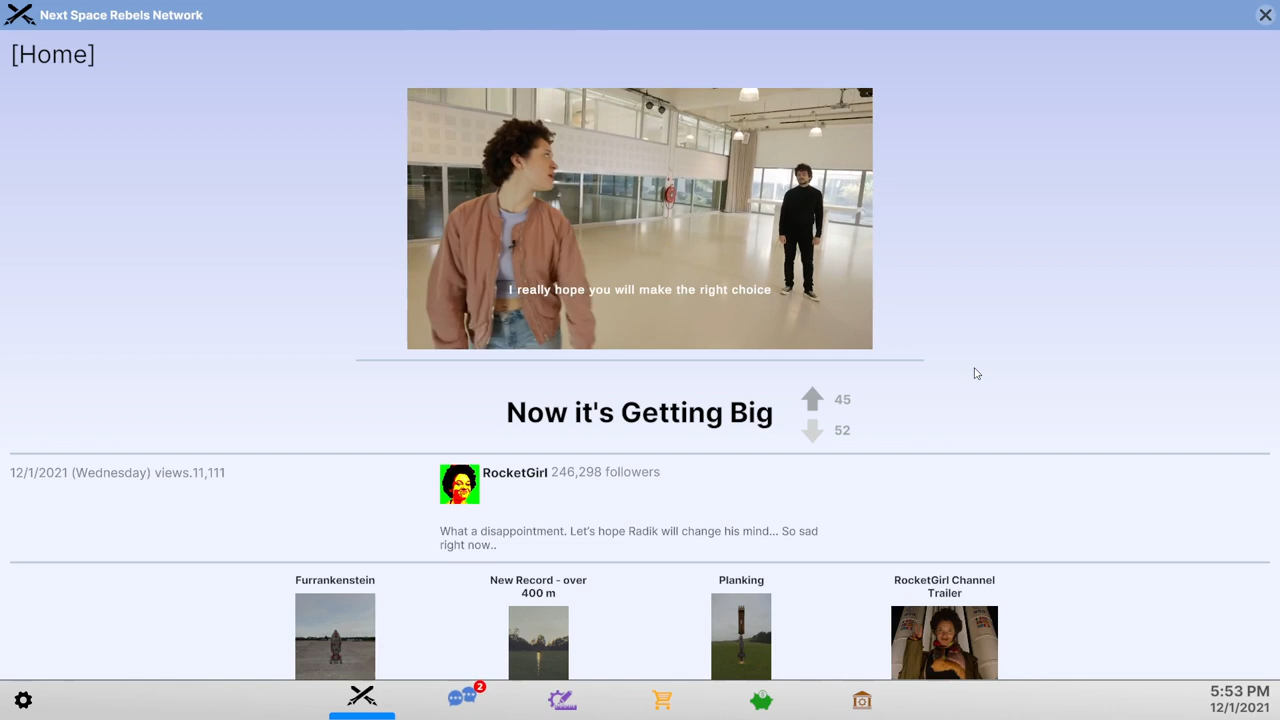 Next Space Rebels Network
[Home]
I really hope you will make the right choice
Now it's Getting Big
45
52
12/1/2021 (Wednesday) views.11,111
RocketGirl 246,298 followers
What a disappointment. Let's hope Radik will change his mind... So sad
right now..
Furrankenstein
New Record - over
400 m
Planking
RocketGirl Channel
Trailer
2
5:53 PM
12/1/2021